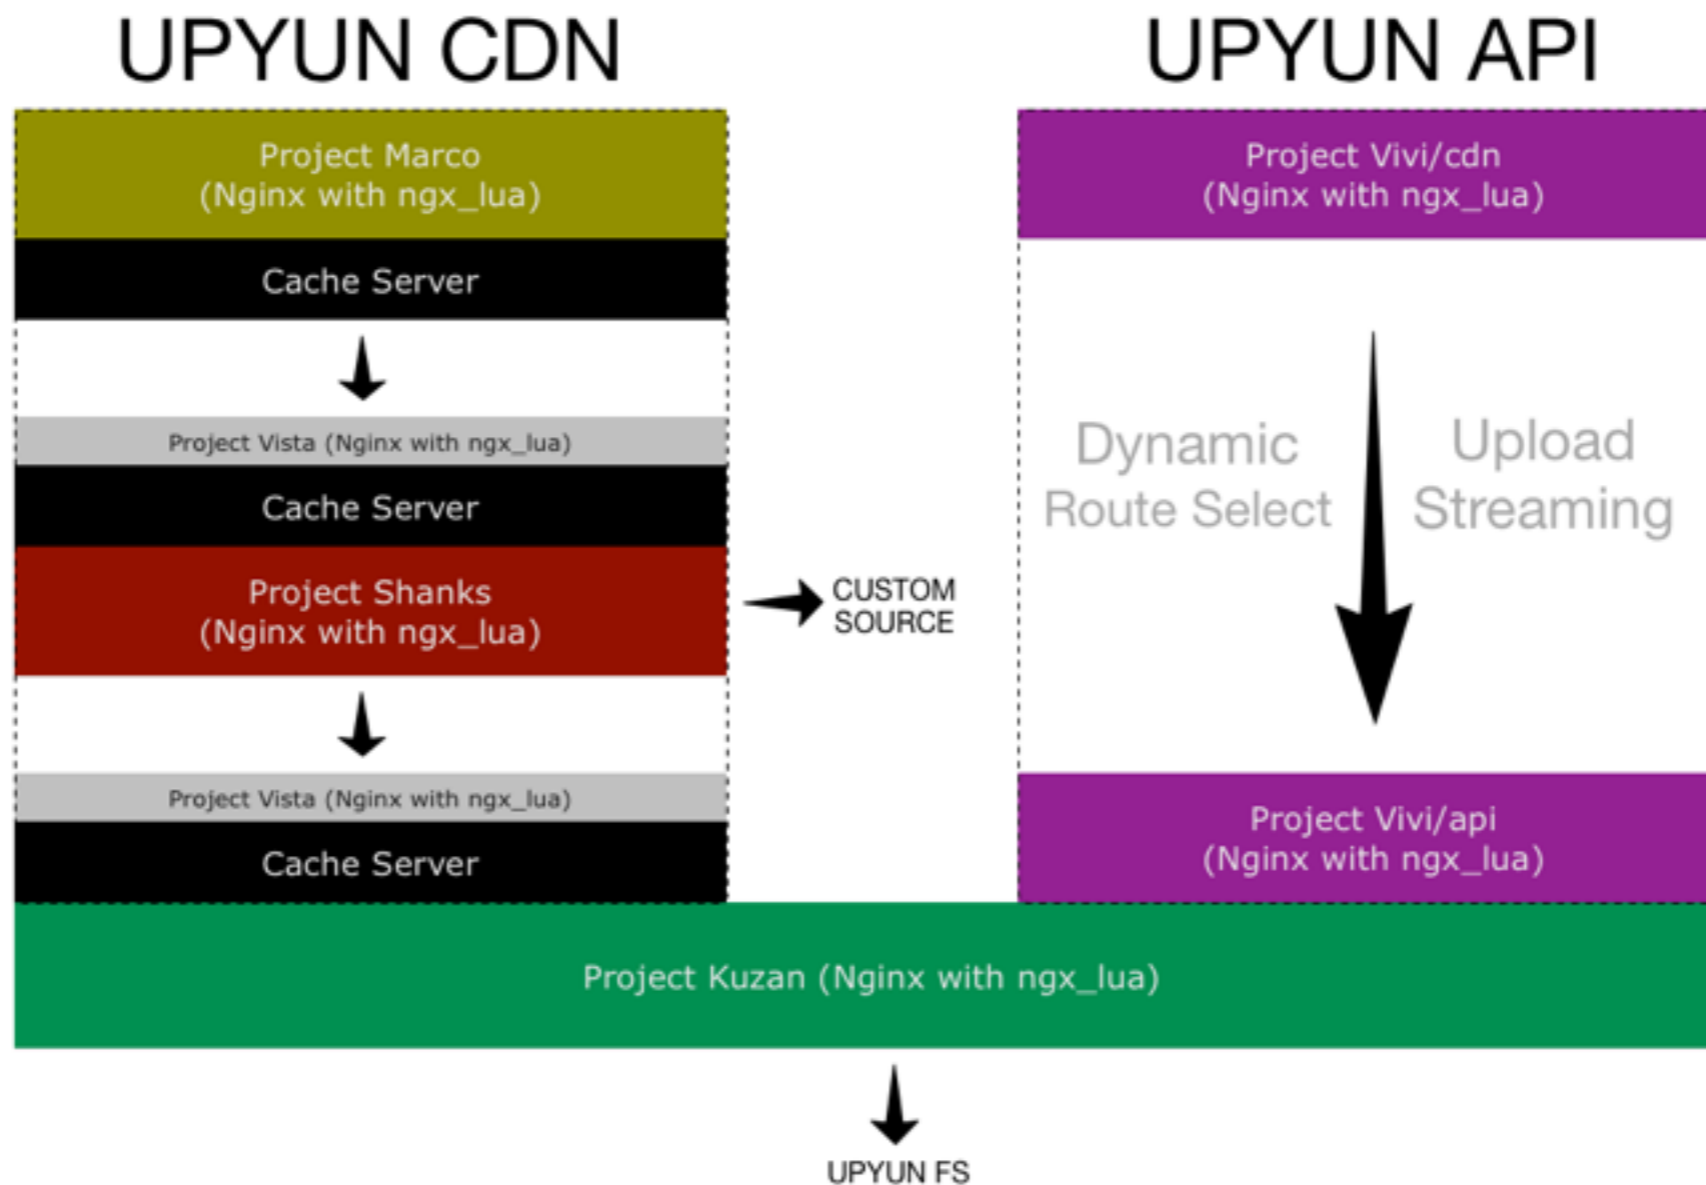 UPYUN CDN
Project Marco
(Nginx with ngx_lua)
Cache Server
Project Vista (Nginx with ngx_lua)
Cache Server
Project Shanks
(Nginx with ngx_lua)
CUSTOM
SOURCE
Project Vista (Nginx with ngx_lua)
Cache Server
UPYUN API
Project Vivi/cdn
(Nginx with ngx_lua)
Dynamic
Route Select
Upload
Streaming
Project Vivi/api
(Nginx with ngx_lua)
Project Kuzan (Nginx with ngx_lua)
UPYUN FS